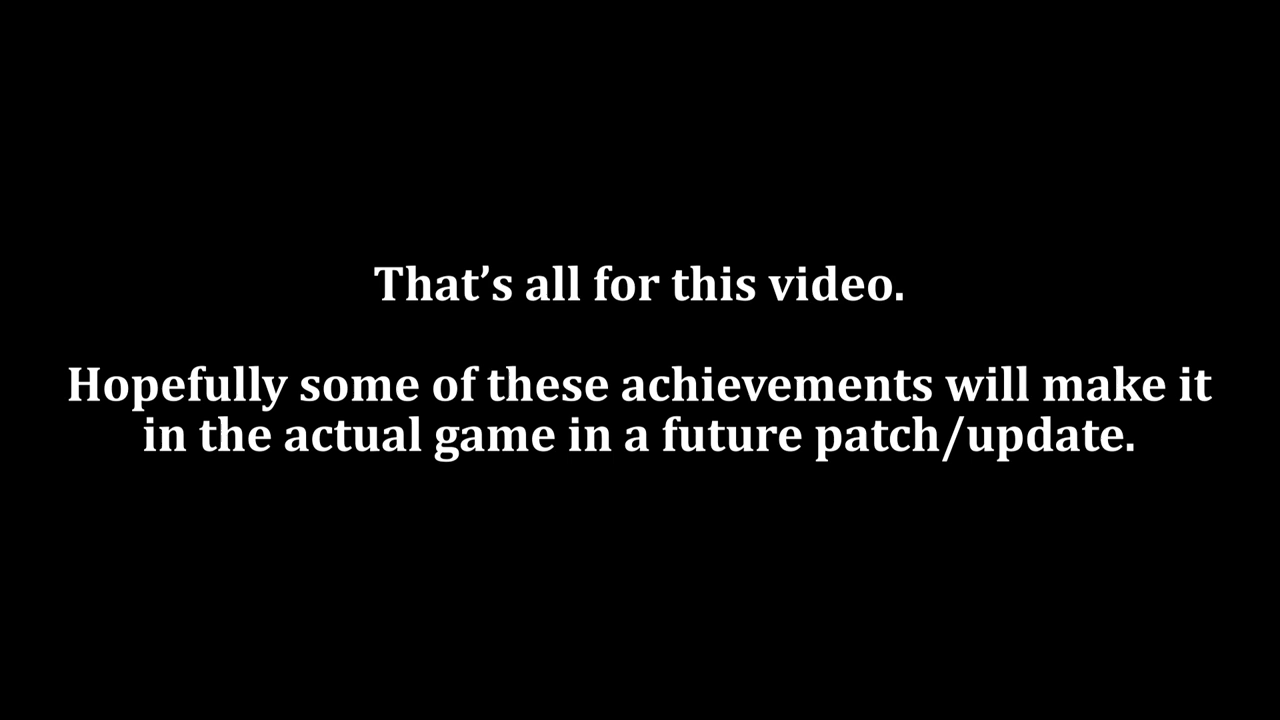 That’s all for this video.
Hopefully some of these achievements will make it
in the actual game in a future patch/update.